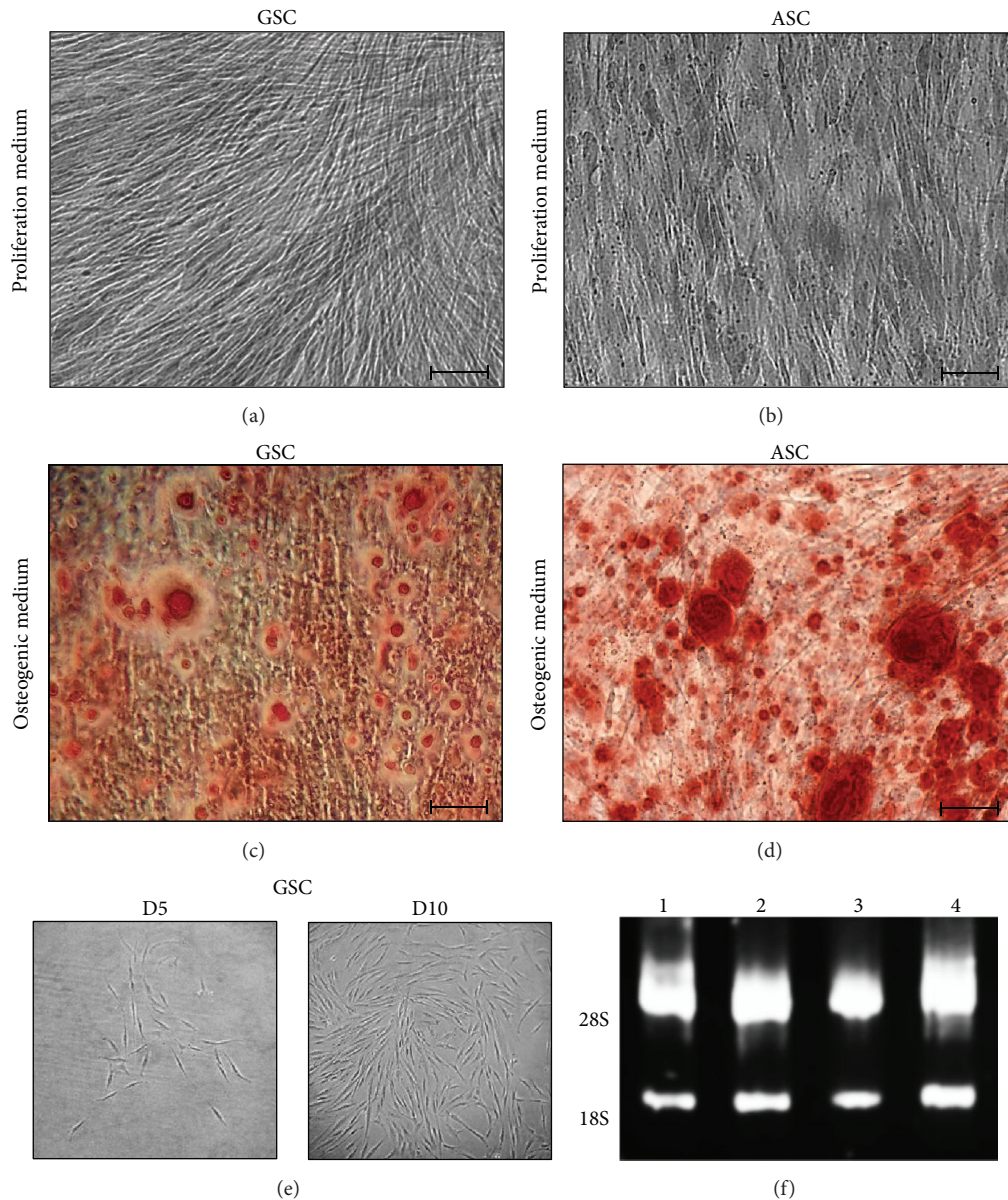 GSC
ASC
Proliferation medium
Proliferation medium
(a)
(b)
GSC
ASC
Osteogenic medium
Osteogenic medium
(c)
(d)
GSC
D5
D10
1 2 3 4
28S
18S
(e)
(f)